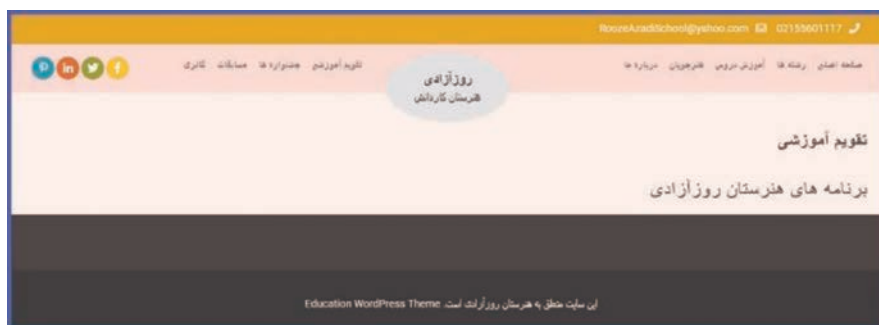 02155601117 RoozeAzadiSchool@yahoo.com
صفحه اصلی رشته ها آموزش دروس هنرجویان درباره ما
روزآزادی
هنرستان کاردانش
تقویم آموزشی جشنواره ها مسابقات گالری
تقویم آموزشی
برنامه های هنرستان روزآزادی
این سایت متعلق به هنرستان روزآزادی است. Education WordPress Theme